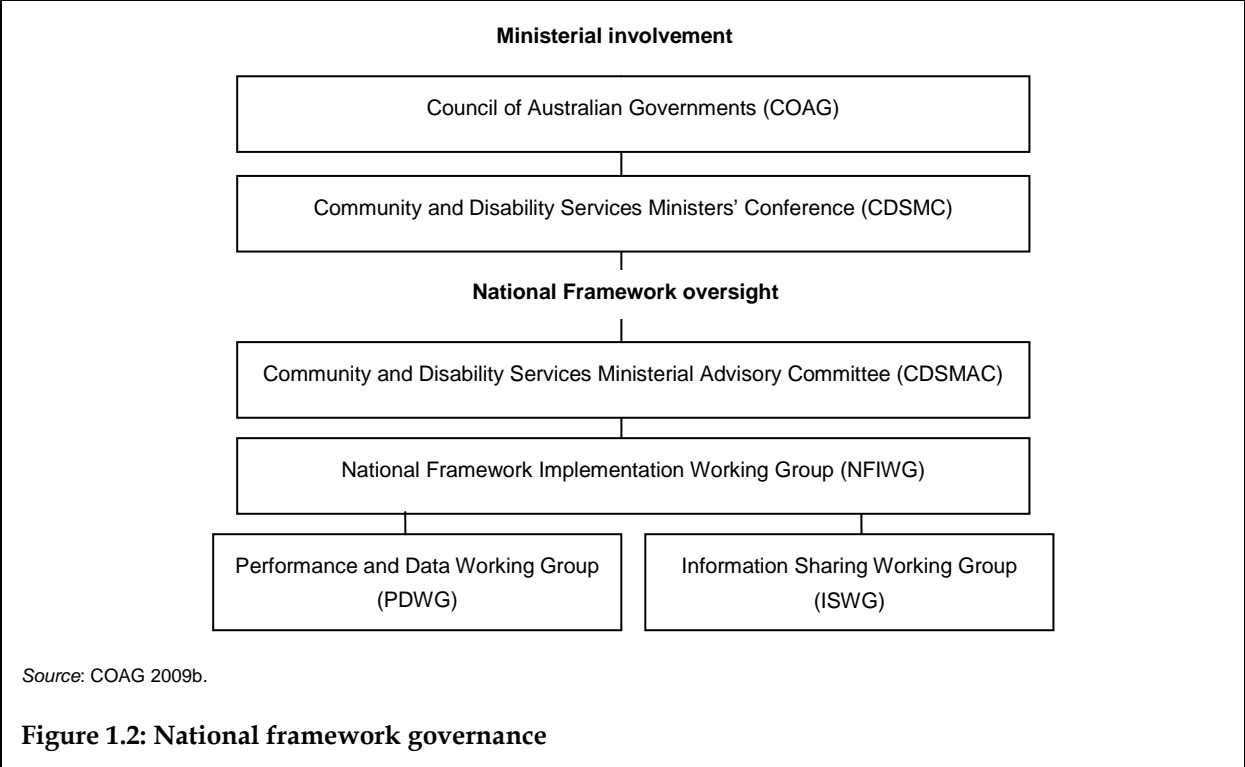 Ministerial involvement
Council of Australian Governments (COAG)
Community and Disability Services Ministers’ Conference (CDSMC)
National Framework oversight
Community and Disability Services Ministerial Advisory Committee (CDSMAC)
National Framework Implementation Working Group (NFIWG)
Performance and Data Working Group
(PDWG)
Information Sharing Working Group
(ISWG)
Source: COAG 2009b.
Figure 1.2: National framework governance